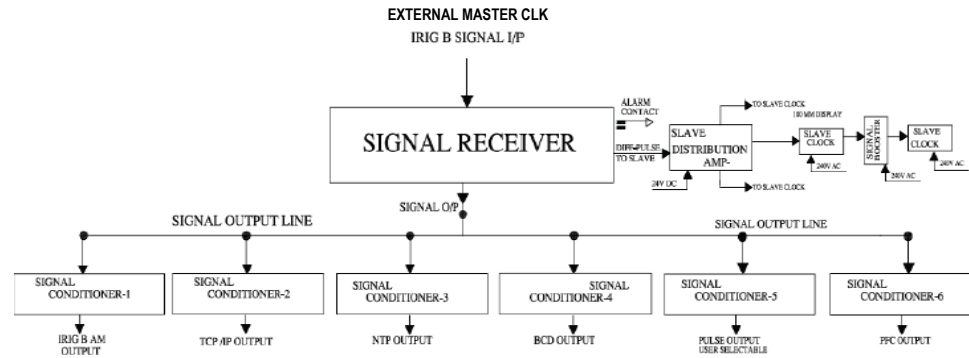 EXTERNAL MASTER CLK
IRIG B SIGNAL I/P
SIGNAL RECEIVER
ALARM
CONTACT
DIFF-PULSE
TO SLAVE
TO SLAVE CLOCK
SLAVE
DISTRIBUTION
AMP-
24V DC
TO SLAVE CLOCK
100 MM DISPLAY
SLAVE
CLOCK
240V AC
SIGNAL
BOOSTER
240V AC
SLAVE
CLOCK
240V AC
SIGNAL O/P
SIGNAL OUTPUT LINE
SIGNAL OUTPUT LINE
SIGNAL
CONDITIONER-1
SIGNAL
CONDITIONER-2
SIGNAL
CONDITIONER-3
SIGNAL
CONDITIONER-4
SIGNAL
CONDITIONER-5
SIGNAL
CONDITIONER-6
IRIG B AM
OUTPUT
TCP /IP OUTPUT
NTP OUTPUT
BCD OUTPUT
PULSE OUTPUT
USER SELECTABLE
PFC OUTPUT